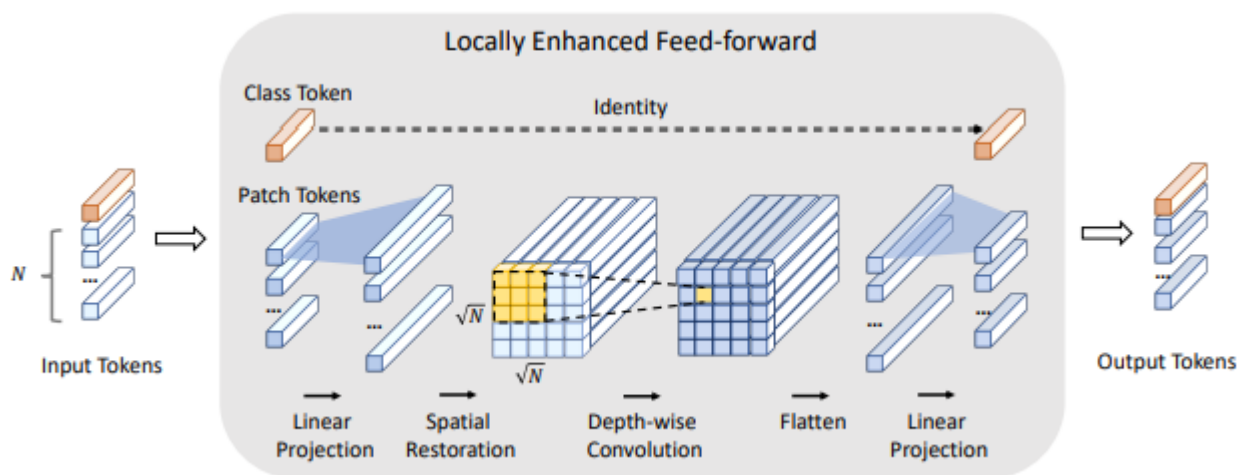 Locally Enhanced Feed-forward
Class Token
Identity
Patch Tokens
N
...
...
...
√N
√N
...
...
...
Input Tokens
Output Tokens
Linear
Projection
Spatial
Restoration
Depth-wise
Convolution
Flatten
Linear
Projection